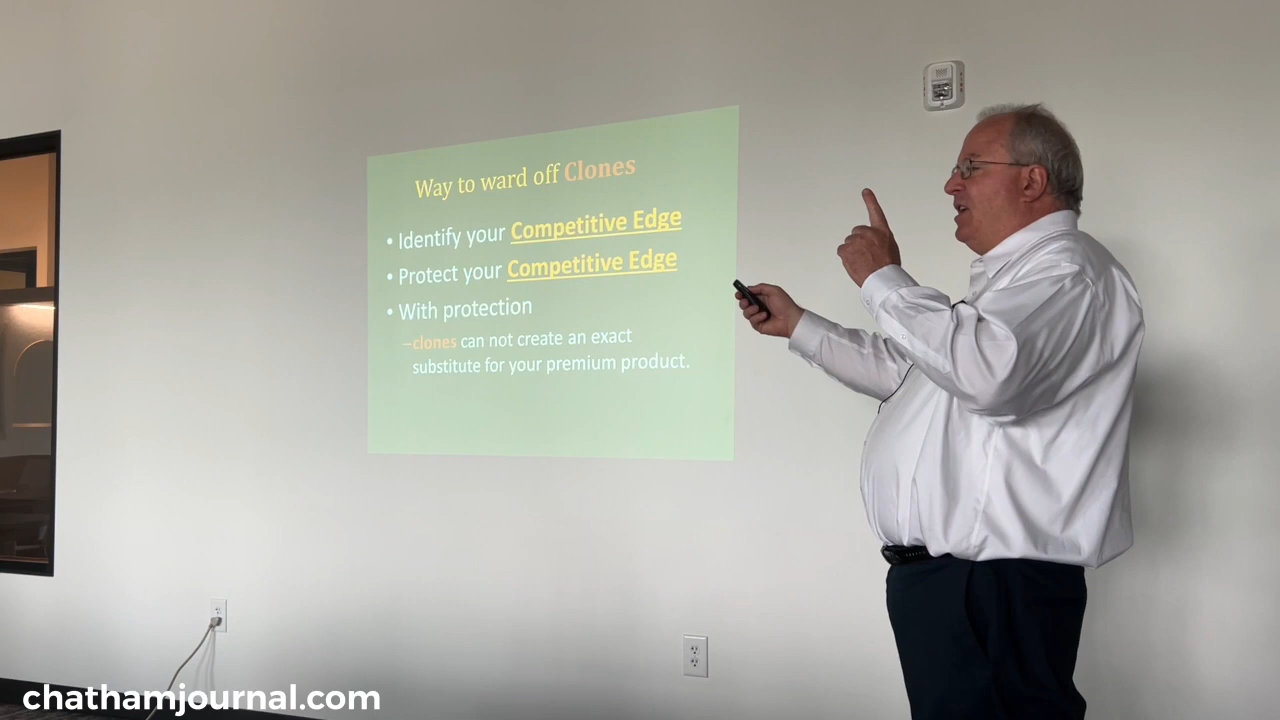 Way to ward off Clones
• Identify your Competitive Edge
• Protect your Competitive Edge
• With protection
–clones can not create an exact
substitute for your premium product.
chathamjournal.com